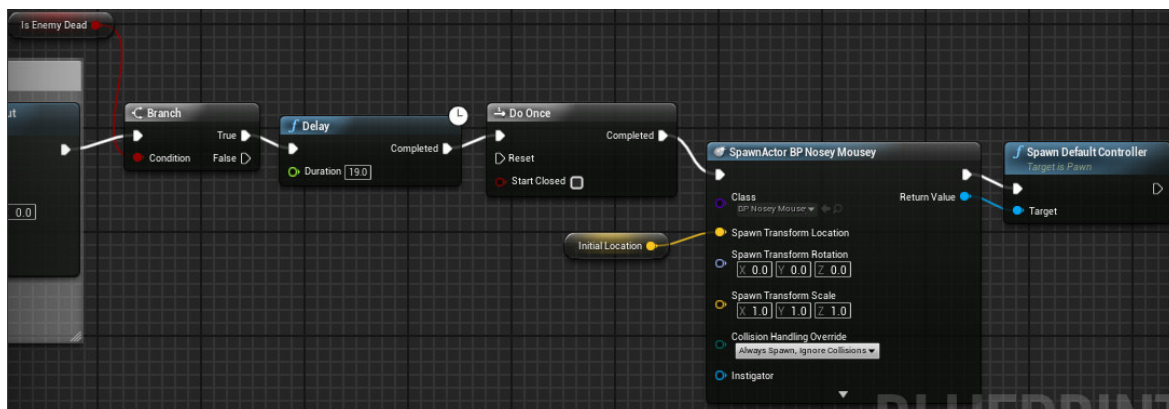 Is Enemy Dead
ut
0.0
Branch
True
Condition
False
Delay
Completed
Duration 19.0
Do Once
Completed
Reset
Start Closed
Initial Location
SpawnActor BP Nosey Mousey
Class
BP Nosey Mouse
Return Value
Spawn Transform Location
Spawn Transform Rotation
X 0.0 Y 0.0 Z 0.0
Spawn Transform Scale
X 1.0 Y 1.0 Z 1.0
Collision Handling Override
Always Spawn, Ignore Collisions
Instigator
Spawn Default Controller
Target is Pawn
Target
BLUEPRINT